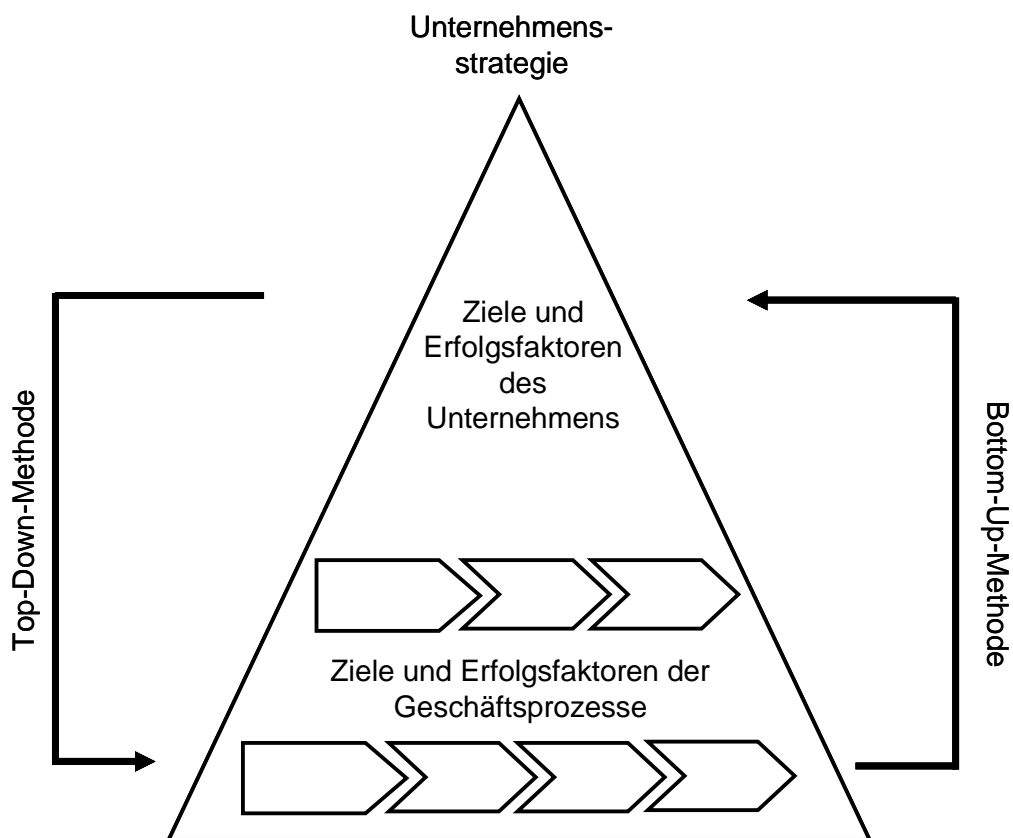 Unternehmens-
strategie
Ziele und
Erfolgsfaktoren
des
Unternehmens
Top-Down-Methode
Bottom-Up-Methode
Ziele und Erfolgsfaktoren der
Geschäftsprozesse